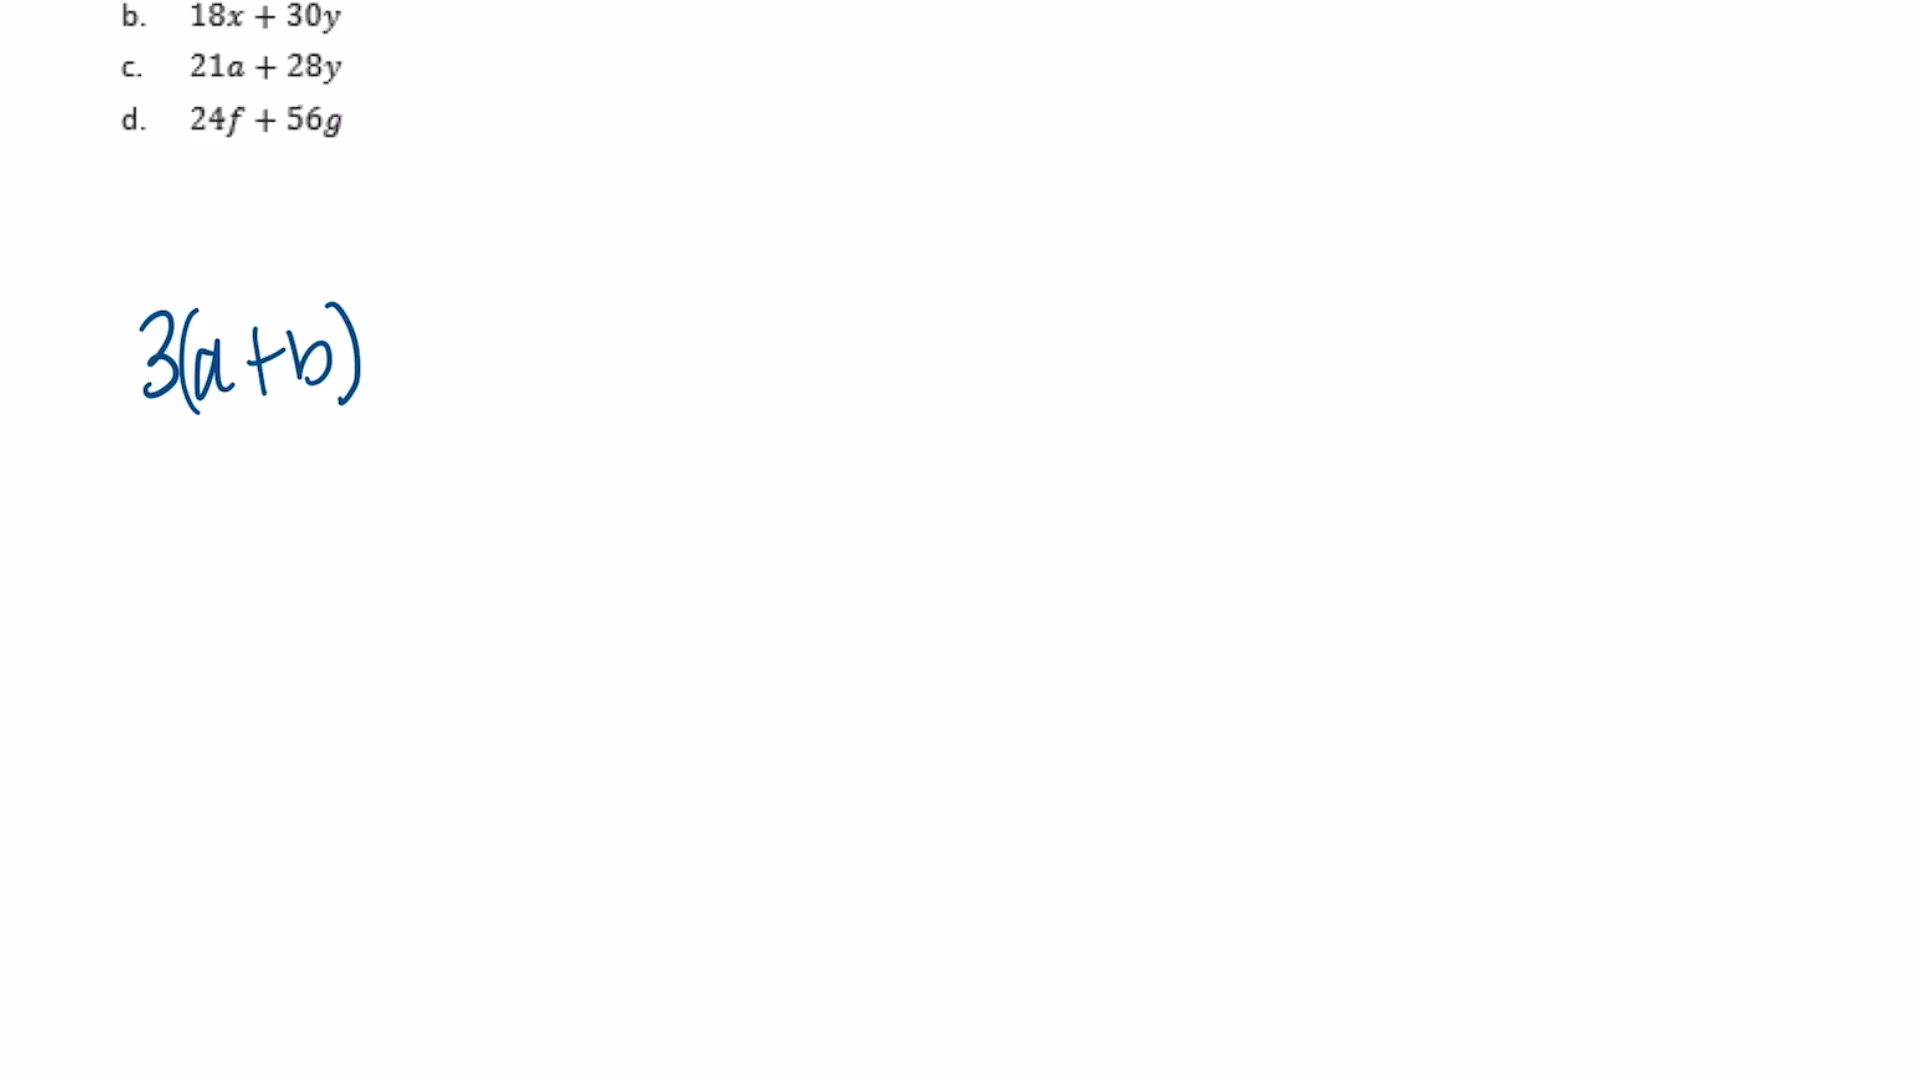 b. 18x + 30y
c. 21a + 28y
d. 24f + 56g
3(a+b)